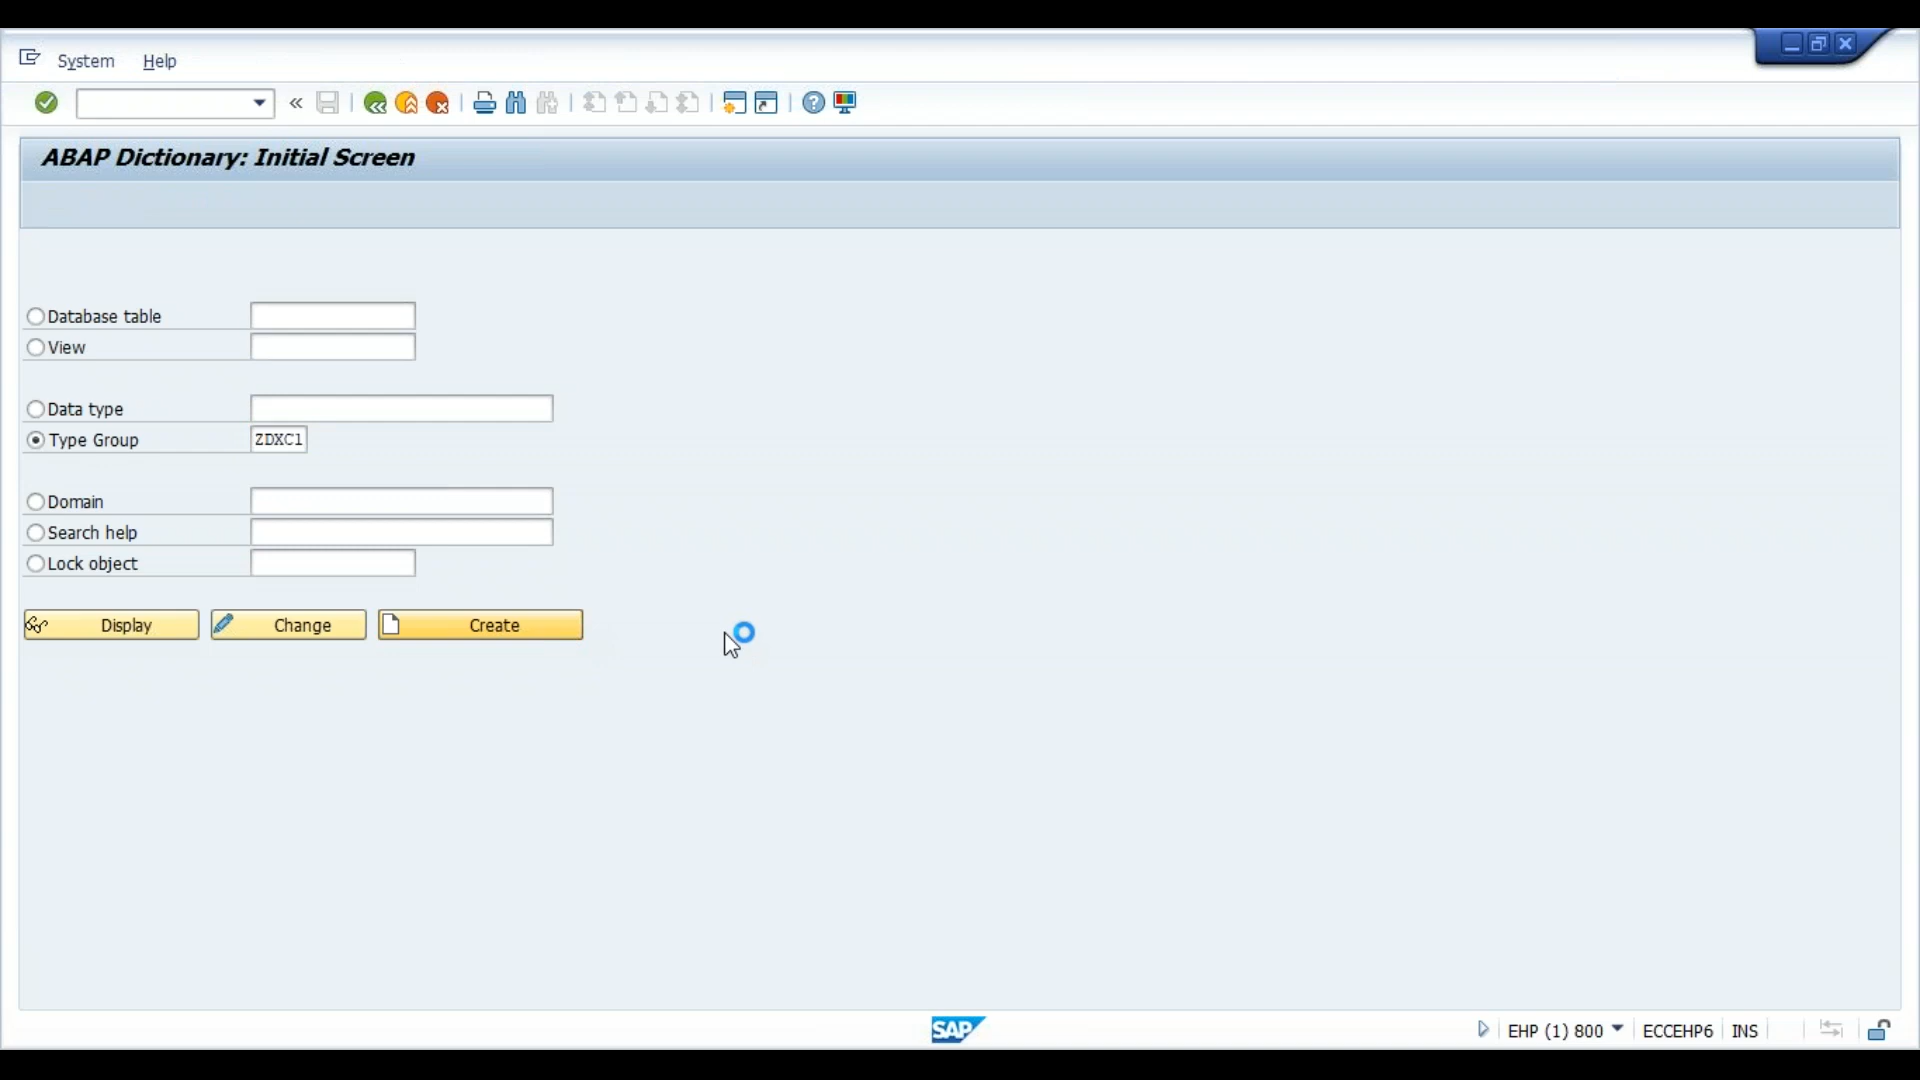 System Help
ABAP Dictionary: Initial Screen
Database table
View
Data type
Type Group ZDXC1
Domain
Search help
Lock object
Display Change Create
SAP EHP (1) 800 ECCEHP6 INS